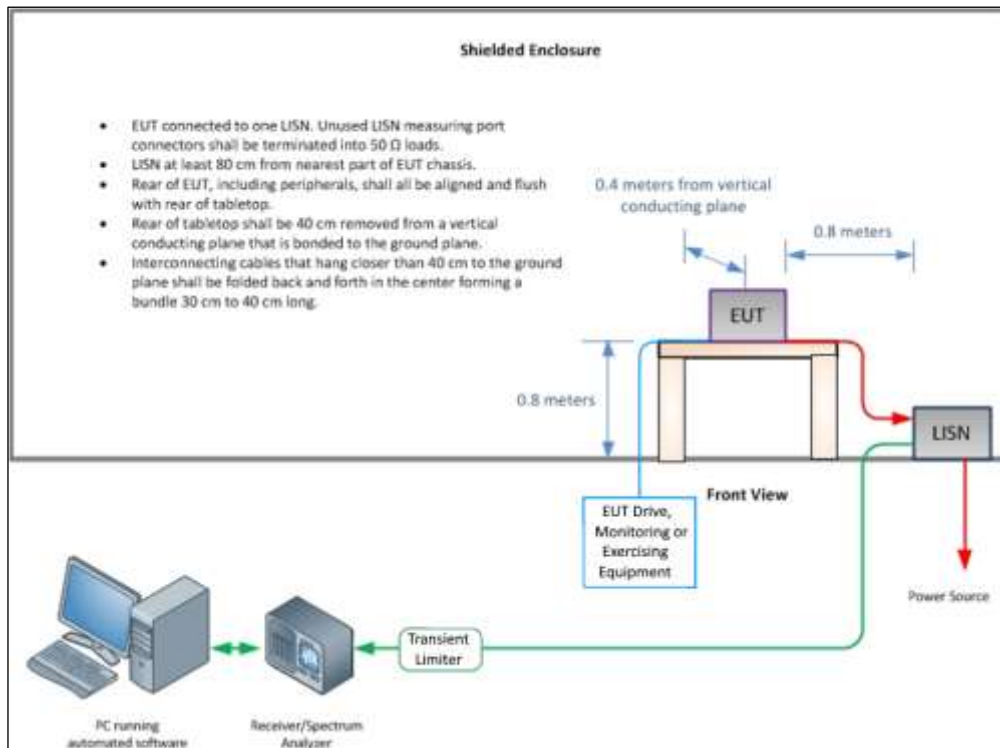 Shielded Enclosure
• EUT connected to one LISN. Unused LISN measuring port
connectors shall be terminated into 50 Ω loads.
• LISN at least 80 cm from nearest part of EUT chassis.
• Rear of EUT, including peripherals, shall all be aligned and flush
with rear of tabletop.
• Rear of tabletop shall be 40 cm removed from a vertical
conducting plane that is bonded to the ground plane.
• Interconnecting cables that hang closer than 40 cm to the ground
plane shall be folded back and forth in the center forming a
bundle 30 cm to 40 cm long.
0.4 meters from vertical
conducting plane
0.8 meters
EUT
0.8 meters
LISN
Front View
EUT Drive,
Monitoring or
Exercising
Equipment
Power Source
Transient
Limiter
PC running
automated software
Receiver/Spectrum
Analyzer